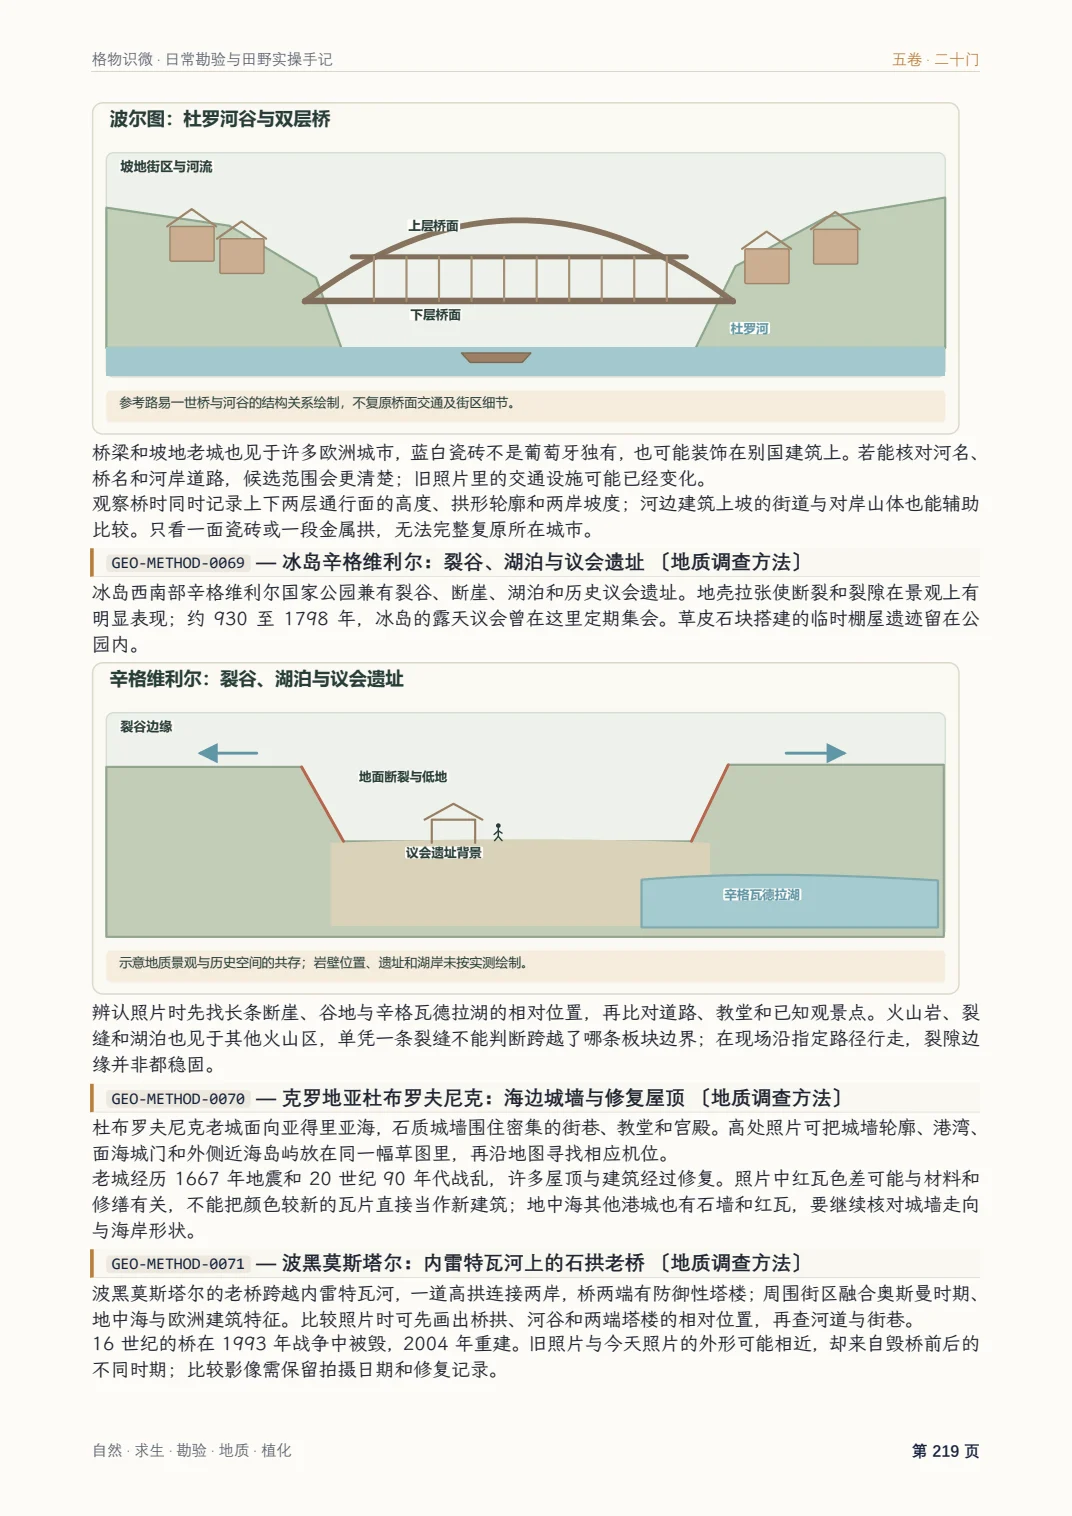 格物识微 · 日常勘验与田野实操手记
五卷 · 二十门
波尔图：杜罗河谷与双层桥
坡地街区与河流
上层桥面
下层桥面
杜罗河
参考路易一世桥与河谷的结构关系绘制，不复原桥面交通及街区细节。
桥梁和坡地老城也见于许多欧洲城市，蓝白瓷砖不是葡萄牙独有，也可能装饰在别国建筑上。若能核对河名、
桥名和河岸道路，候选范围会更清楚；旧照片里的交通设施可能已经变化。
观察桥时同时记录上下两层通行面的高度、拱形轮廓和两岸坡度；河边建筑上坡的街道与对岸山体也能辅助
比较。只看一面瓷砖或一段金属拱，无法完整复原所在城市。
GEO-METHOD-0069 — 冰岛辛格维利尔：裂谷、湖泊与议会遗址 〔地质调查方法〕
冰岛西南部辛格维利尔国家公园兼有裂谷、断崖、湖泊和历史议会遗址。地壳拉张使断裂和裂隙在景观上有
明显表现；约 930 至 1798 年，冰岛的露天议会曾在这里定期集会。草皮石块搭建的临时棚屋遗迹留在公
园内。
辛格维利尔：裂谷、湖泊与议会遗址
裂谷边缘
地面断裂与低地
议会遗址背景
辛格瓦德拉湖
示意地质景观与历史空间的共存；岩壁位置、遗址和湖岸未按实测绘制。
辨认照片时先找长条断崖、谷地与辛格瓦德拉湖的相对位置，再比对道路、教堂和已知观景点。火山岩、裂
缝和湖泊也见于其他火山区，单凭一条裂缝不能判断跨越了哪条板块边界；在现场沿指定路径行走，裂隙边
缘并非都稳固。
GEO-METHOD-0070 — 克罗地亚杜布罗夫尼克：海边城墙与修复屋顶 〔地质调查方法〕
杜布罗夫尼克老城面向亚得里亚海，石质城墙围住密集的街巷、教堂和宫殿。高处照片可把城墙轮廓、港湾、
面海城门和外侧近海岛屿放在同一幅草图里，再沿地图寻找相应机位。
老城经历 1667 年地震和 20 世纪 90 年代战乱，许多屋顶与建筑经过修复。照片中红瓦色差可能与材料和
修缮有关，不能把颜色较新的瓦片直接当作新建筑；地中海其他港城也有石墙和红瓦，要继续核对城墙走向
与海岸形状。
GEO-METHOD-0071 — 波黑莫斯塔尔：内雷特瓦河上的石拱老桥 〔地质调查方法〕
波黑莫斯塔尔的老桥跨越内雷特瓦河，一道高拱连接两岸，桥两端有防御性塔楼；周围街区融合奥斯曼时期、
地中海与欧洲建筑特征。比较照片时可先画出桥拱、河谷和两端塔楼的相对位置，再查河道与街巷。
16 世纪的桥在 1993 年战争中被毁，2004 年重建。旧照片与今天照片的外形可能相近，却来自毁桥前后的
不同时期；比较影像需保留拍摄日期和修复记录。
自然 · 求生 · 勘验 · 地质 · 植化
第 219 页